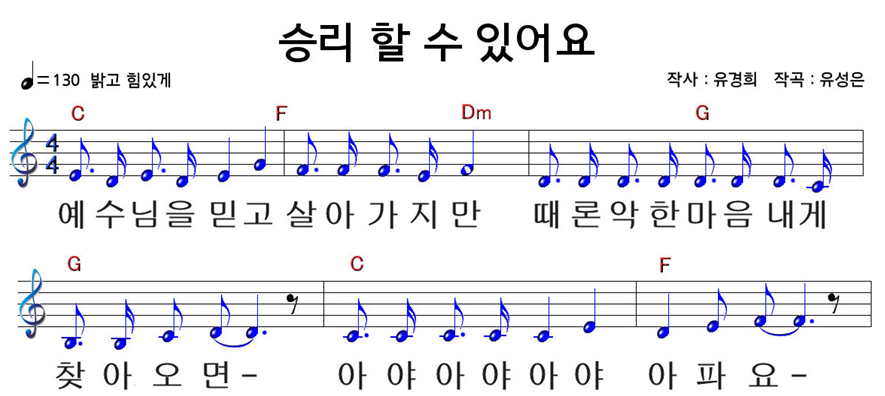 승리 할 수 있어요
♩=130 밝고 힘있게 작사 : 유경희 작곡 : 유성은
C F Dm G
4 4
예 수 님 을 믿 고 살 아 가 지 만 때 론 악 한 마 음 내 게
G C F
찾 아 오 면 - 아 야 아 야 아 야 아 파 요 -